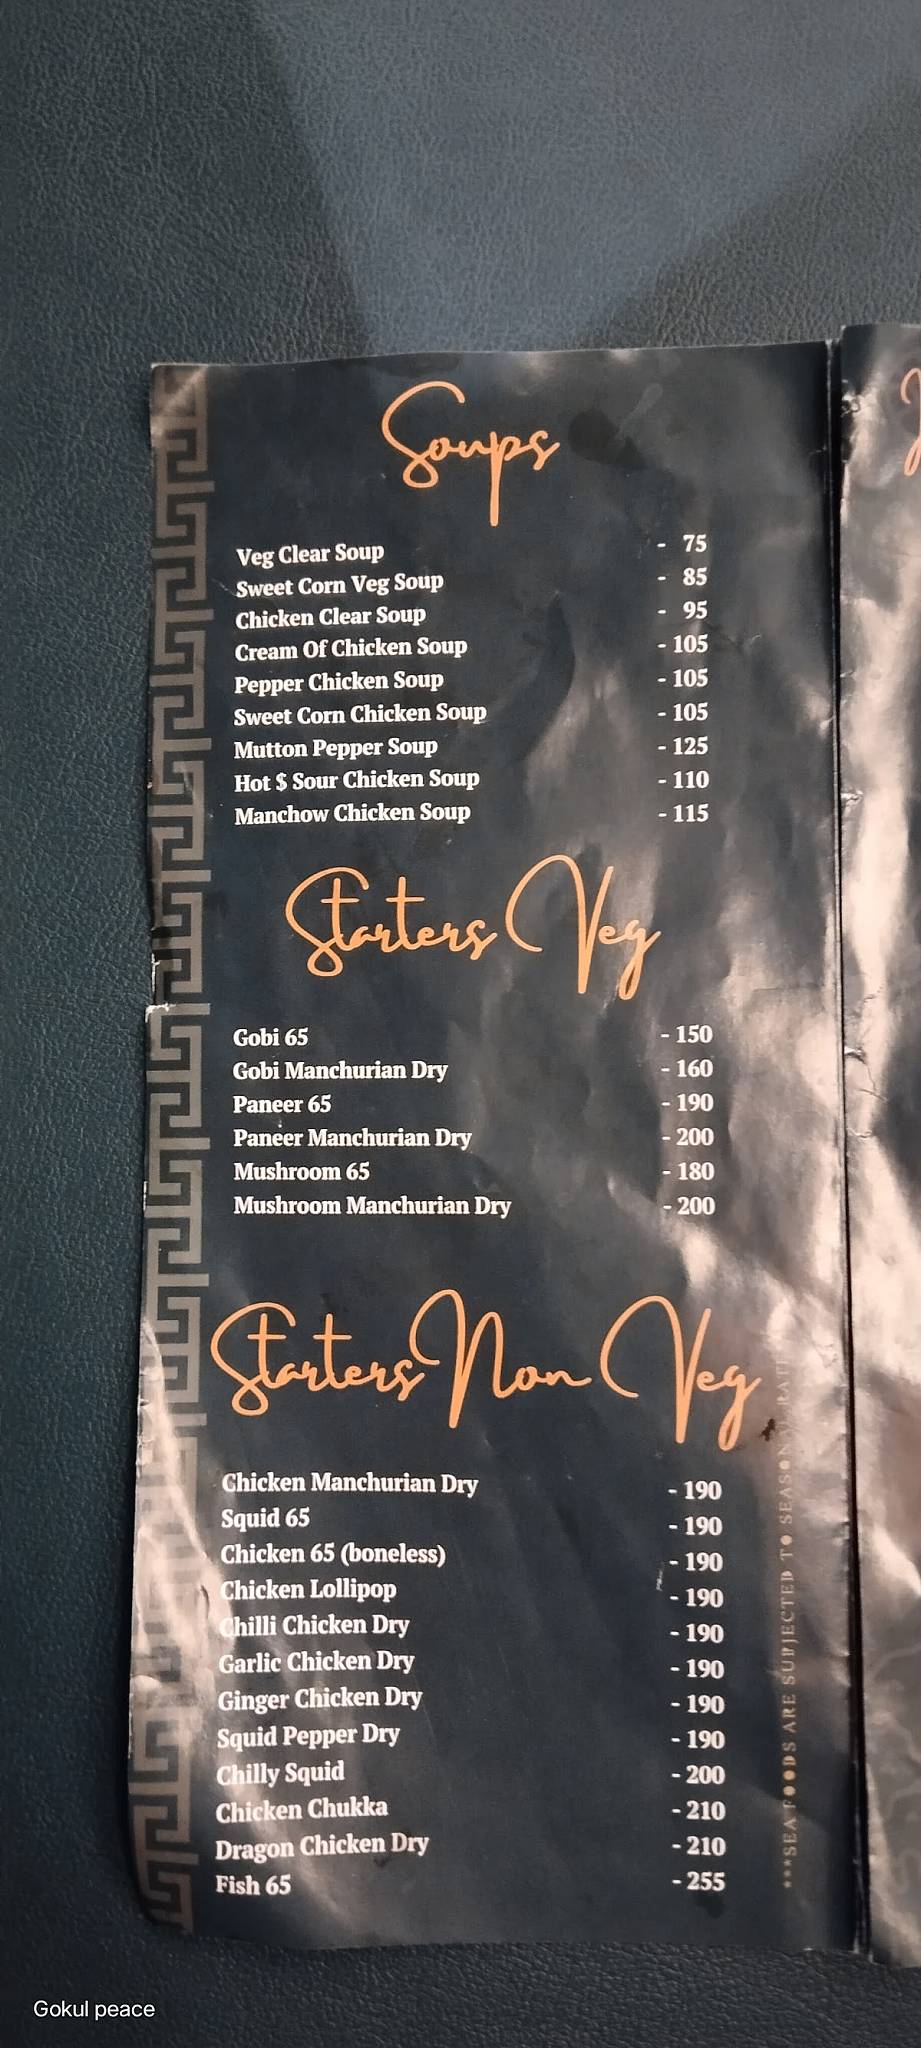 Soups
Veg Clear Soup - 75
Sweet Corn Veg Soup - 85
Chicken Clear Soup - 95
Cream Of Chicken Soup - 105
Pepper Chicken Soup - 105
Sweet Corn Chicken Soup - 105
Mutton Pepper Soup - 125
Hot $ Sour Chicken Soup - 110
Manchow Chicken Soup - 115
Starters Veg
Gobi 65 - 150
Gobi Manchurian Dry - 160
Paneer 65 - 190
Paneer Manchurian Dry - 200
Mushroom 65 - 180
Mushroom Manchurian Dry - 200
Starters Non Veg
Chicken Manchurian Dry - 190
Squid 65 - 190
Chicken 65 (boneless) - 190
Chicken Lollipop - 190
Chilli Chicken Dry - 190
Garlic Chicken Dry - 190
Ginger Chicken Dry - 190
Squid Pepper Dry - 190
Chilly Squid - 200
Chicken Chukka - 210
Dragon Chicken Dry - 210
Fish 65 - 255
***SEA FOODS ARE SUBJECTED TO
Gokul peace